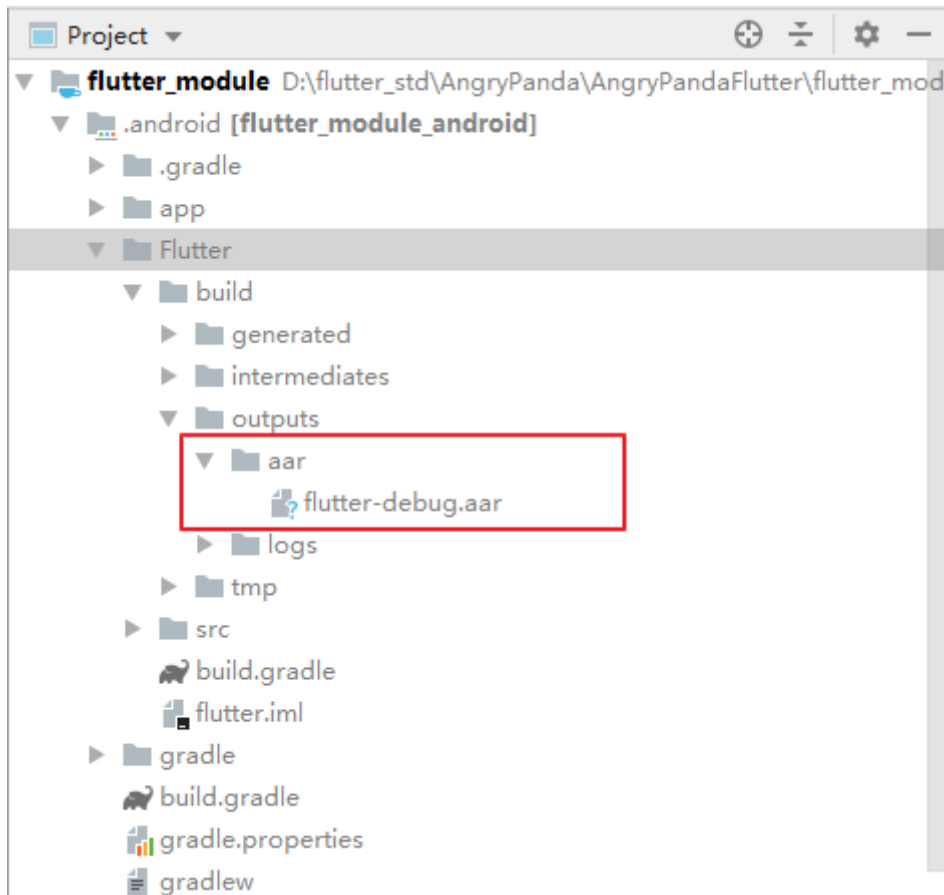 Project
flutter_module D:\flutter_std\AngryPanda\AngryPandaFlutter\flutter_mod
.android [flutter_module_android]
.gradle
app
Flutter
build
generated
intermediates
outputs
aar
flutter-debug.aar
logs
tmp
src
build.gradle
flutter.iml
gradle
build.gradle
gradle.properties
gradlew